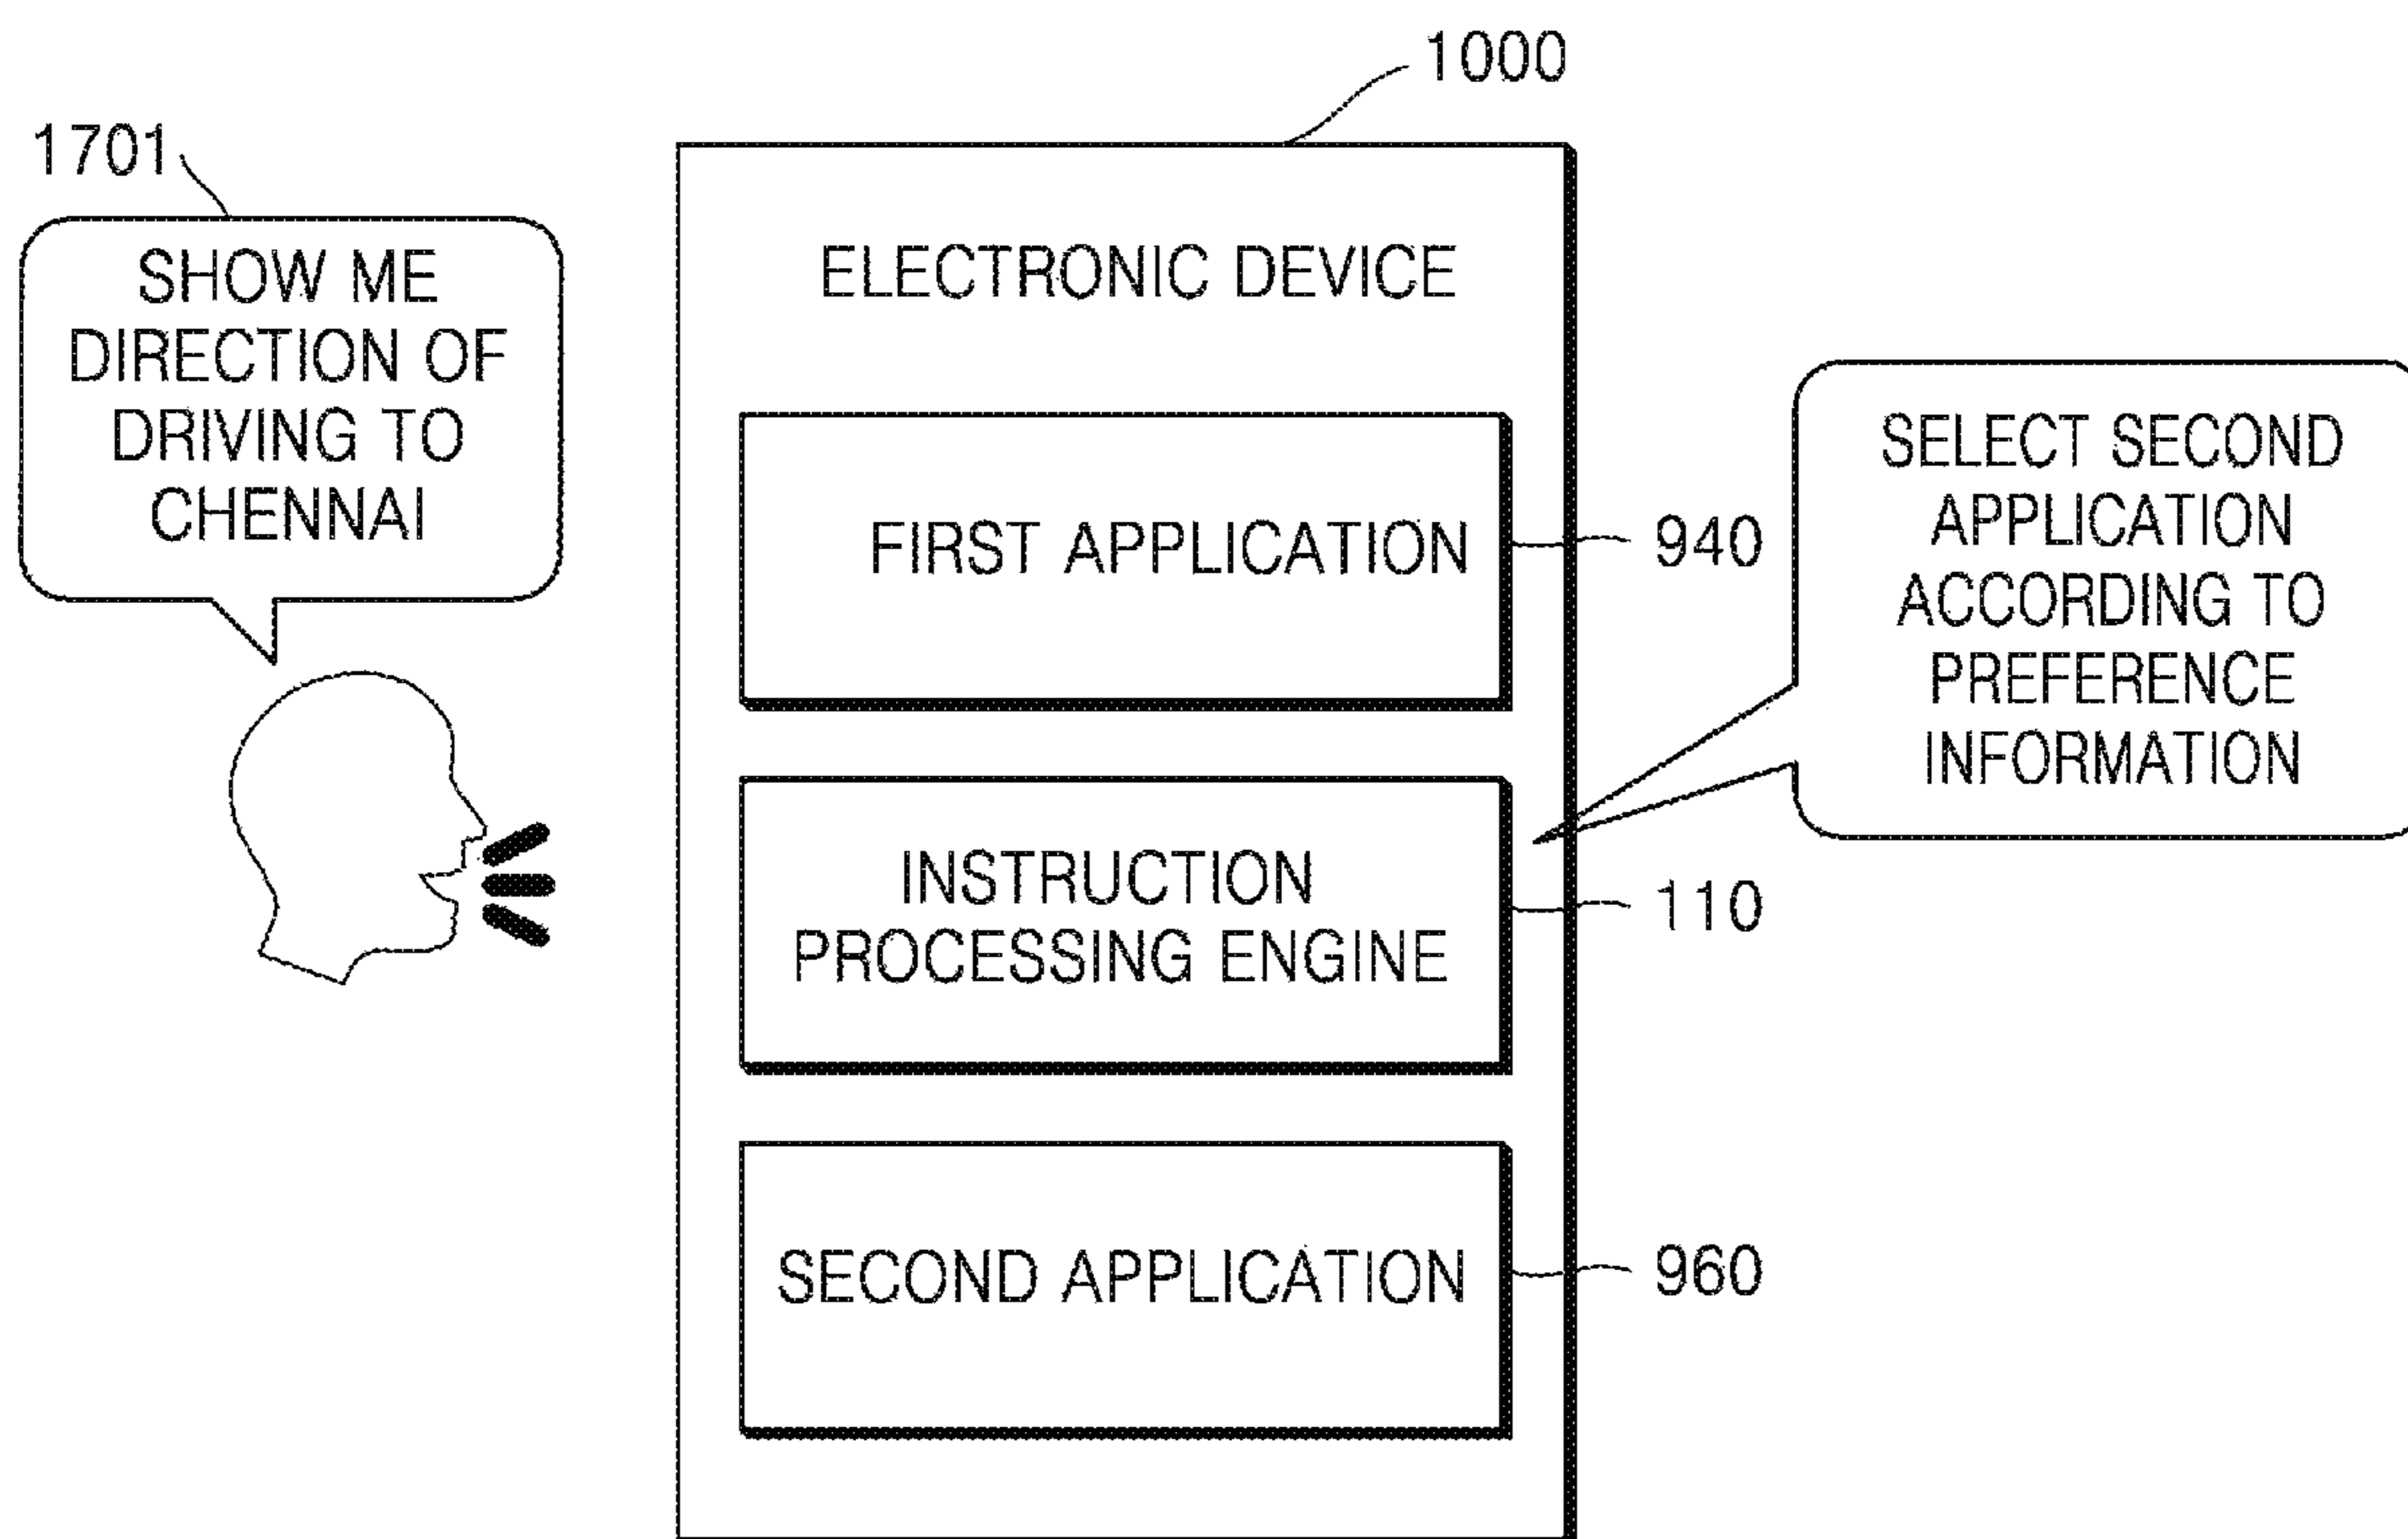 1000
1701
SHOW ME
DIRECTION OF
DRIVING TO
CHENNAI
ELECTRONIC DEVICE
FIRST APPLICATION
940
SELECT SECOND
APPLICATION
ACCORDING TO
PREFERENCE
INFORMATION
INSTRUCTION
PROCESSING ENGINE
110
SECOND APPLICATION
960